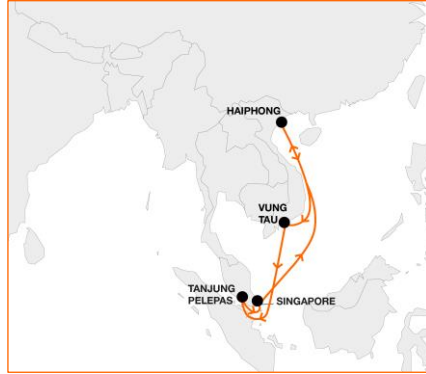 HAIPHONG
VUNG
TAU
TANJUNG
PELEPAS
SINGAPORE